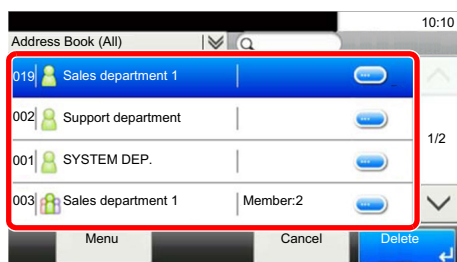 10:10
Address Book (All)
019 Sales department 1
002 Support department
1/2
001 SYSTEM DEP.
003 Sales department 1 Member:2
Menu Cancel Delete